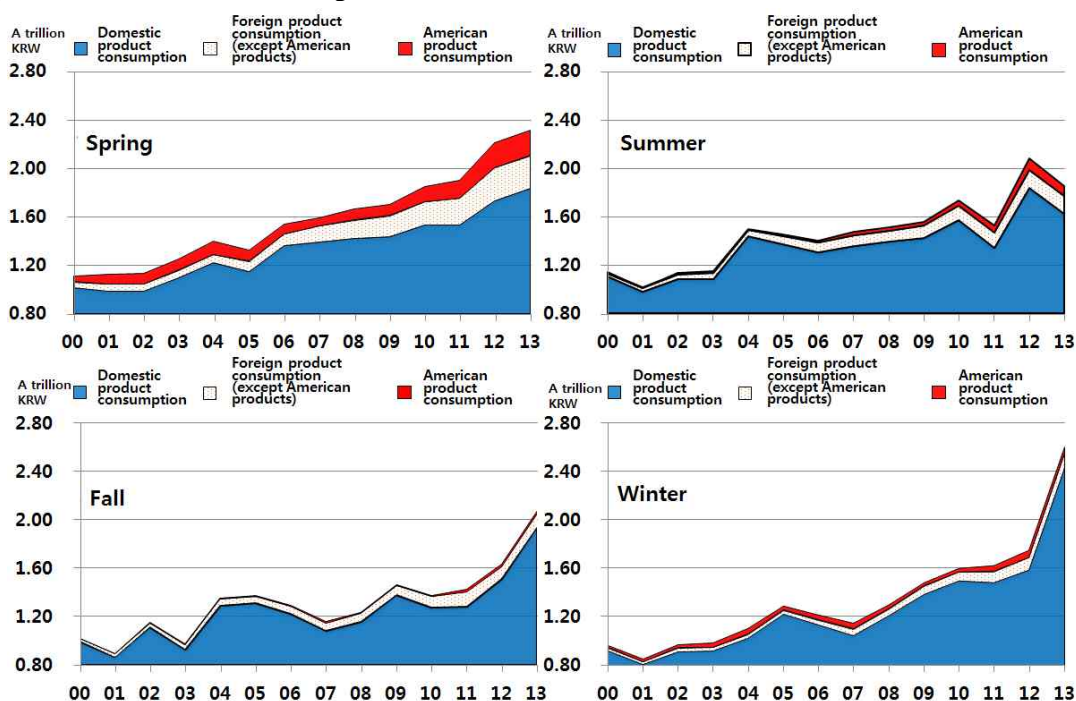 A trillion
KRW
Domestic
product
consumption
Foreign product
consumption
(except American
products)
American
product
consumption
2.80
2.40
2.00
1.60
1.20
0.80
Spring
00 01 02 03 04 05 06 07 08 09 10 11 12 13
A trillion
KRW
Domestic
product
consumption
Foreign product
consumption
(except American
products)
American
product
consumption
2.80
2.40
2.00
1.60
1.20
0.80
Summer
00 01 02 03 04 05 06 07 08 09 10 11 12 13
A trillion
KRW
Domestic
product
consumption
Foreign product
consumption
(except American
products)
American
product
consumption
2.80
2.40
2.00
1.60
1.20
0.80
Fall
00 01 02 03 04 05 06 07 08 09 10 11 12 13
A trillion
KRW
Domestic
product
consumption
Foreign product
consumption
(except American
products)
American
product
consumption
2.80
2.40
2.00
1.60
1.20
0.80
Winter
00 01 02 03 04 05 06 07 08 09 10 11 12 13